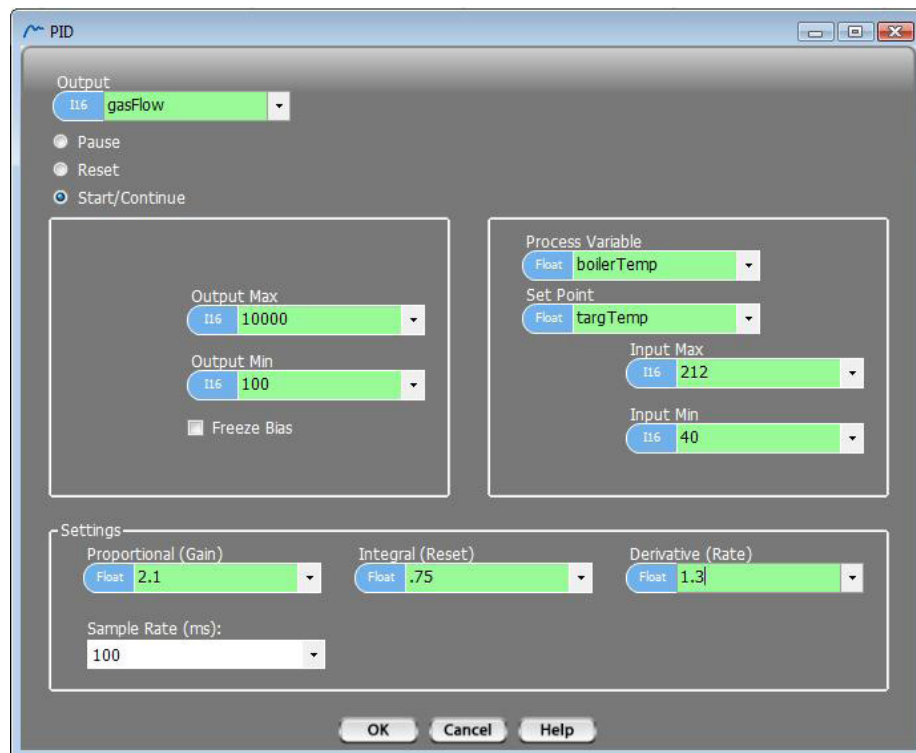 PID
Output
I16 gasFlow
Pause
Reset
Start/Continue
Output Max
I16 10000
Output Min
I16 100
Freeze Bias
Process Variable
Float boilerTemp
Set Point
Float targTemp
Input Max
I16 212
Input Min
I16 40
Settings
Proportional (Gain) Integral (Reset) Derivative (Rate)
Float 2.1 Float .75 Float 1.3
Sample Rate (ms):
100
OK Cancel Help